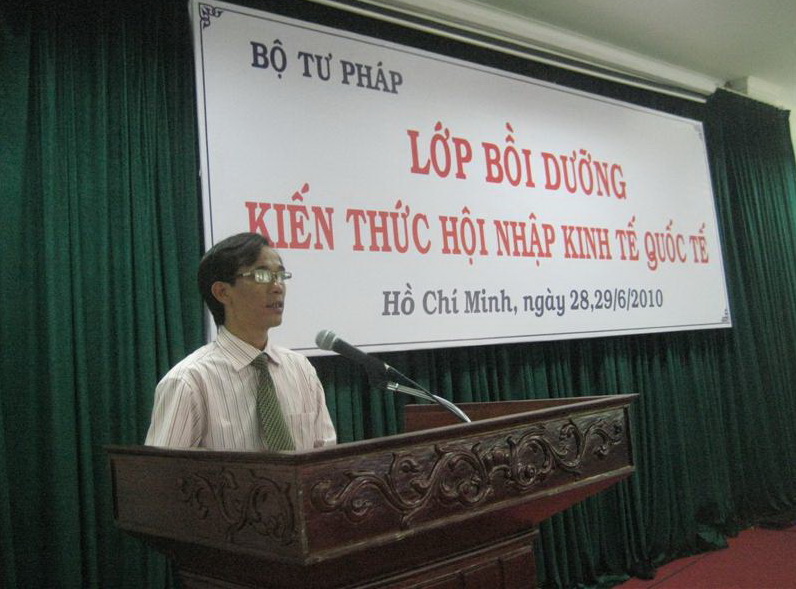 BỘ TƯ PHÁP
LỚP BỒI DƯỠNG
KIẾN THỨC HỘI NHẬP KINH TẾ QUỐC TẾ
Hồ Chí Minh, ngày 28,29/6/2010